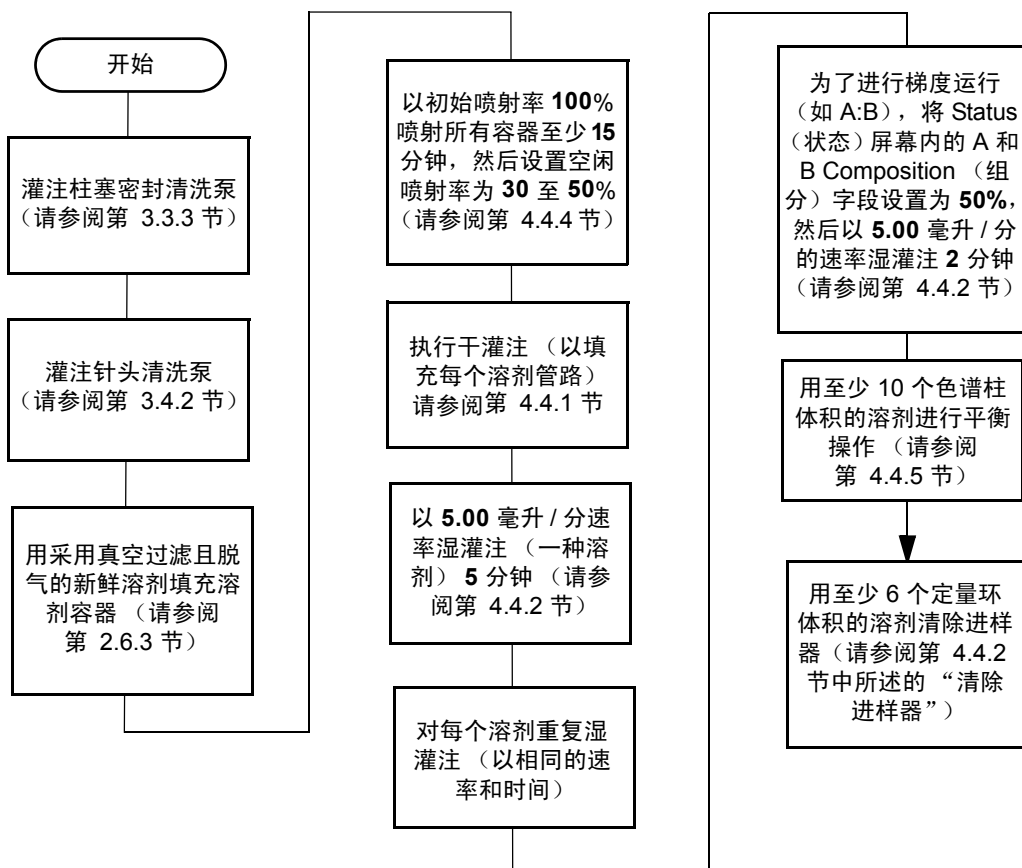 开始
灌注柱塞密封清洗泵
（请参阅第 3.3.3 节）
灌注针头清洗泵
（请参阅第 3.4.2 节）
用采用真空过滤且脱
气的新鲜溶剂填充溶
剂容器 （请参阅
第 2.6.3 节）
以初始喷射率 100%
喷射所有容器至少 15
分钟，然后设置空闲
喷射率为 30 至 50%
（请参阅第 4.4.4 节）
执行干灌注 （以填
充每个溶剂管路）
请参阅第 4.4.1 节
以 5.00 毫升 / 分速
率湿灌注 （一种溶
剂） 5 分钟 （请参
阅第 4.4.2 节）
对每个溶剂重复湿
灌注 （以相同的速
率和时间）
为了进行梯度运行
（如 A:B），将 Status
（状态）屏幕内的 A 和
B Composition （组
分）字段设置为 50%，
然后以 5.00 毫升 / 分
的速率湿灌注 2 分钟
（请参阅第 4.4.2 节）
用至少 10 个色谱柱
体积的溶剂进行平衡
操作 （请参阅
第 4.4.5 节）
用至少 6 个定量环
体积的溶剂清除进样
器（请参阅第 4.4.2
节中所述的 “清除
进样器”）